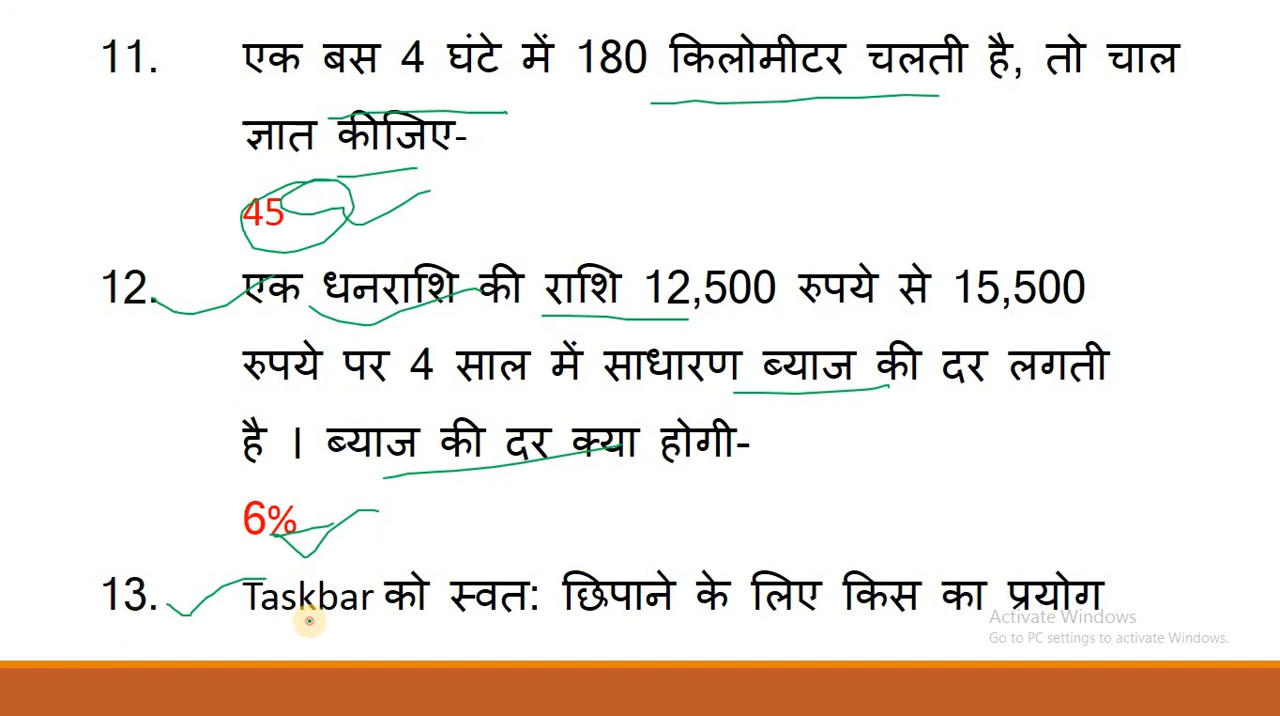 11. एक बस 4 घंटे में 180 किलोमीटर चलती है, तो चाल
ज्ञात कीजिए-
45
12. एक धनराशि की राशि 12,500 रुपये से 15,500
रुपये पर 4 साल में साधारण ब्याज की दर लगती
है । ब्याज की दर क्या होगी-
6%
13. Taskbar को स्वत: छिपाने के लिए किस का प्रयोग
Activate Windows
Go to PC settings to activate Windows.